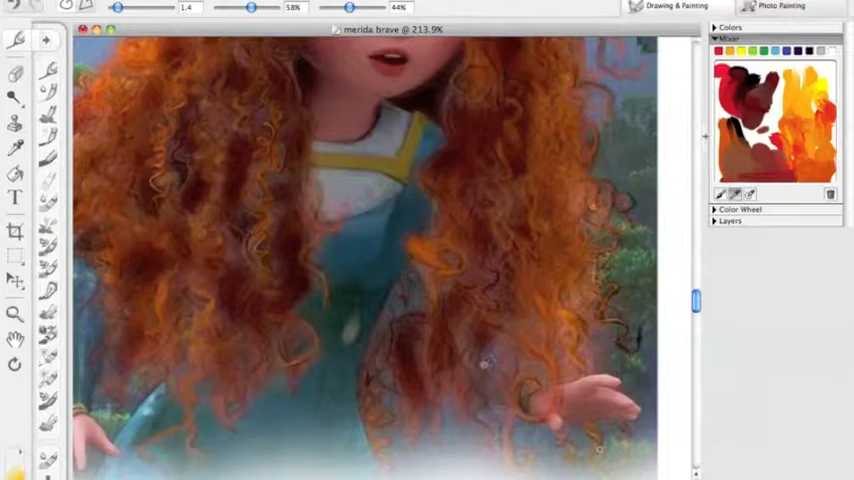 1.4
58%
44%
Drawing & Painting
Photo Painting
merida brave @ 213.9%
Colors
Mixer
Color Wheel
Layers
T